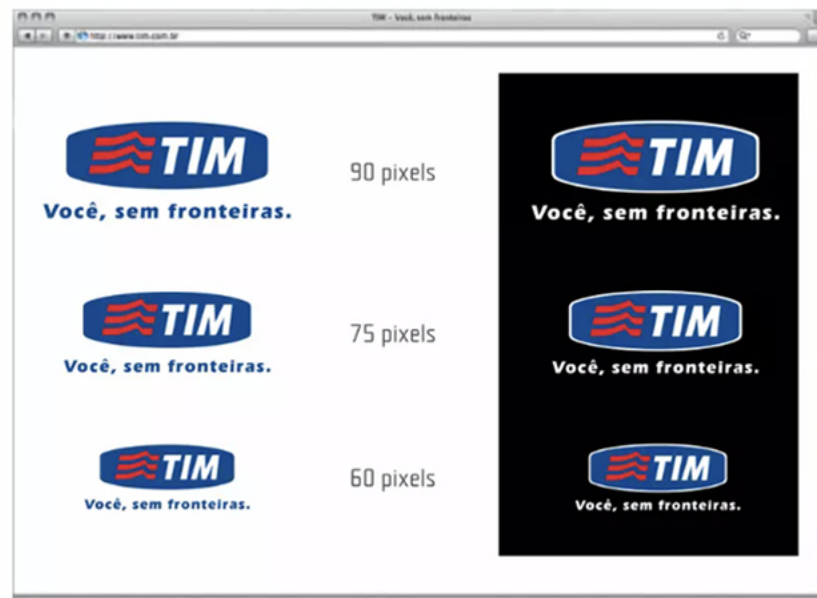 TIM - Você, sem fronteiras
http://www.tim.com.br
TIM
Você, sem fronteiras.
90 pixels
TIM
Você, sem fronteiras.
TIM
Você, sem fronteiras.
75 pixels
TIM
Você, sem fronteiras.
TIM
Você, sem fronteiras.
60 pixels
TIM
Você, sem fronteiras.